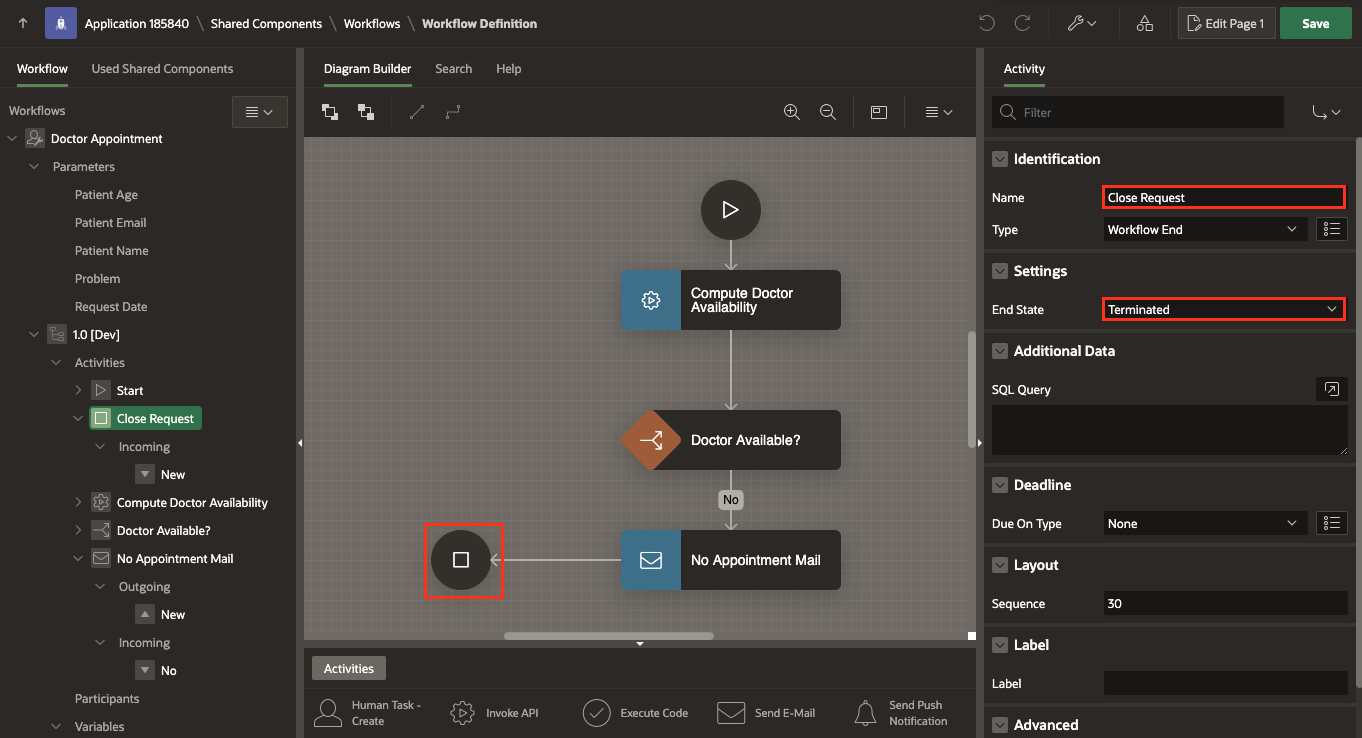 Application 185840 \ Shared Components \ Workflows \ Workflow Definition
Edit Page 1
Save
Workflow
Used Shared Components
Workflows
Doctor Appointment
Parameters
Patient Age
Patient Email
Patient Name
Problem
Request Date
1.0 [Dev]
Activities
Start
Close Request
Incoming
New
Compute Doctor Availability
Doctor Available?
No Appointment Mail
Outgoing
New
Incoming
No
Participants
Variables
Diagram Builder
Search
Help
Compute Doctor
Availability
Doctor Available?
No
No Appointment Mail
Activities
Human Task -
Create
Invoke API
Execute Code
Send E-Mail
Send Push
Notification
Activity
Filter
Identification
Name
Close Request
Type
Workflow End
Settings
End State
Terminated
Additional Data
SQL Query
Deadline
Due On Type
None
Layout
Sequence
30
Label
Label
Advanced